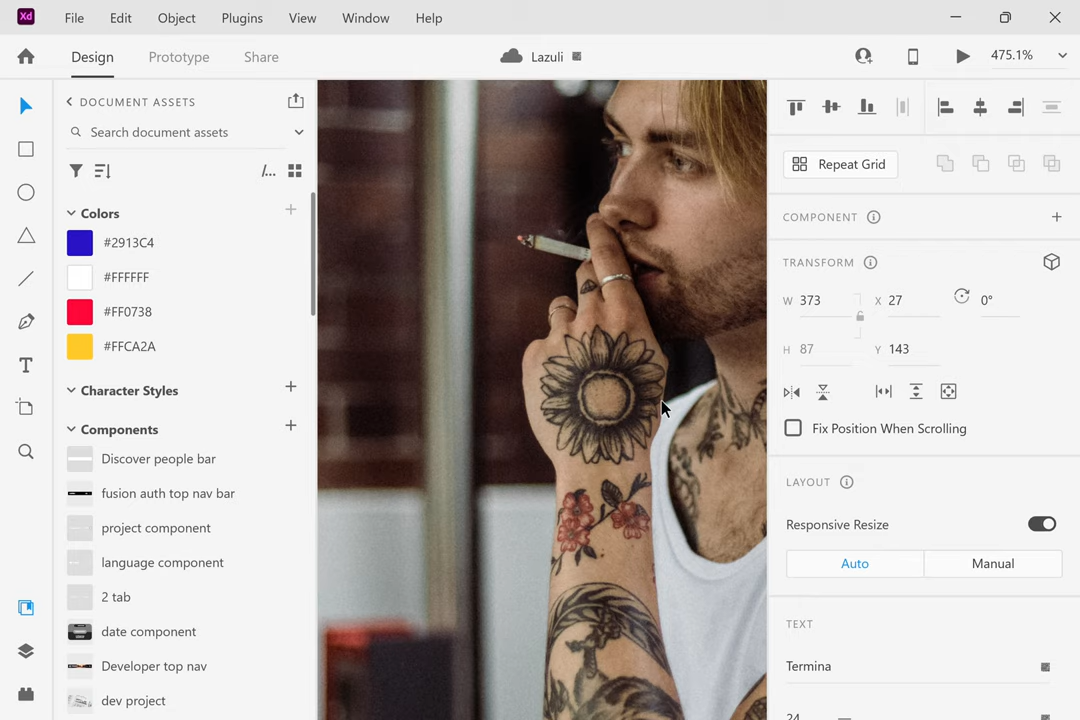 Xd File Edit Object Plugins View Window Help
Design Prototype Share Lazuli 475.1%
DOCUMENT ASSETS
Search document assets
/...
Repeat Grid
Colors
#2913C4
#FFFFFF
#FF0738
#FFCA2A
Character Styles
Components
Discover people bar
fusion auth top nav bar
project component
language component
2 tab
date component
Developer top nav
dev project
COMPONENT
TRANSFORM
W 373 X 27 0°
H 87 Y 143
Fix Position When Scrolling
LAYOUT
Responsive Resize
Auto Manual
TEXT
Termina
24